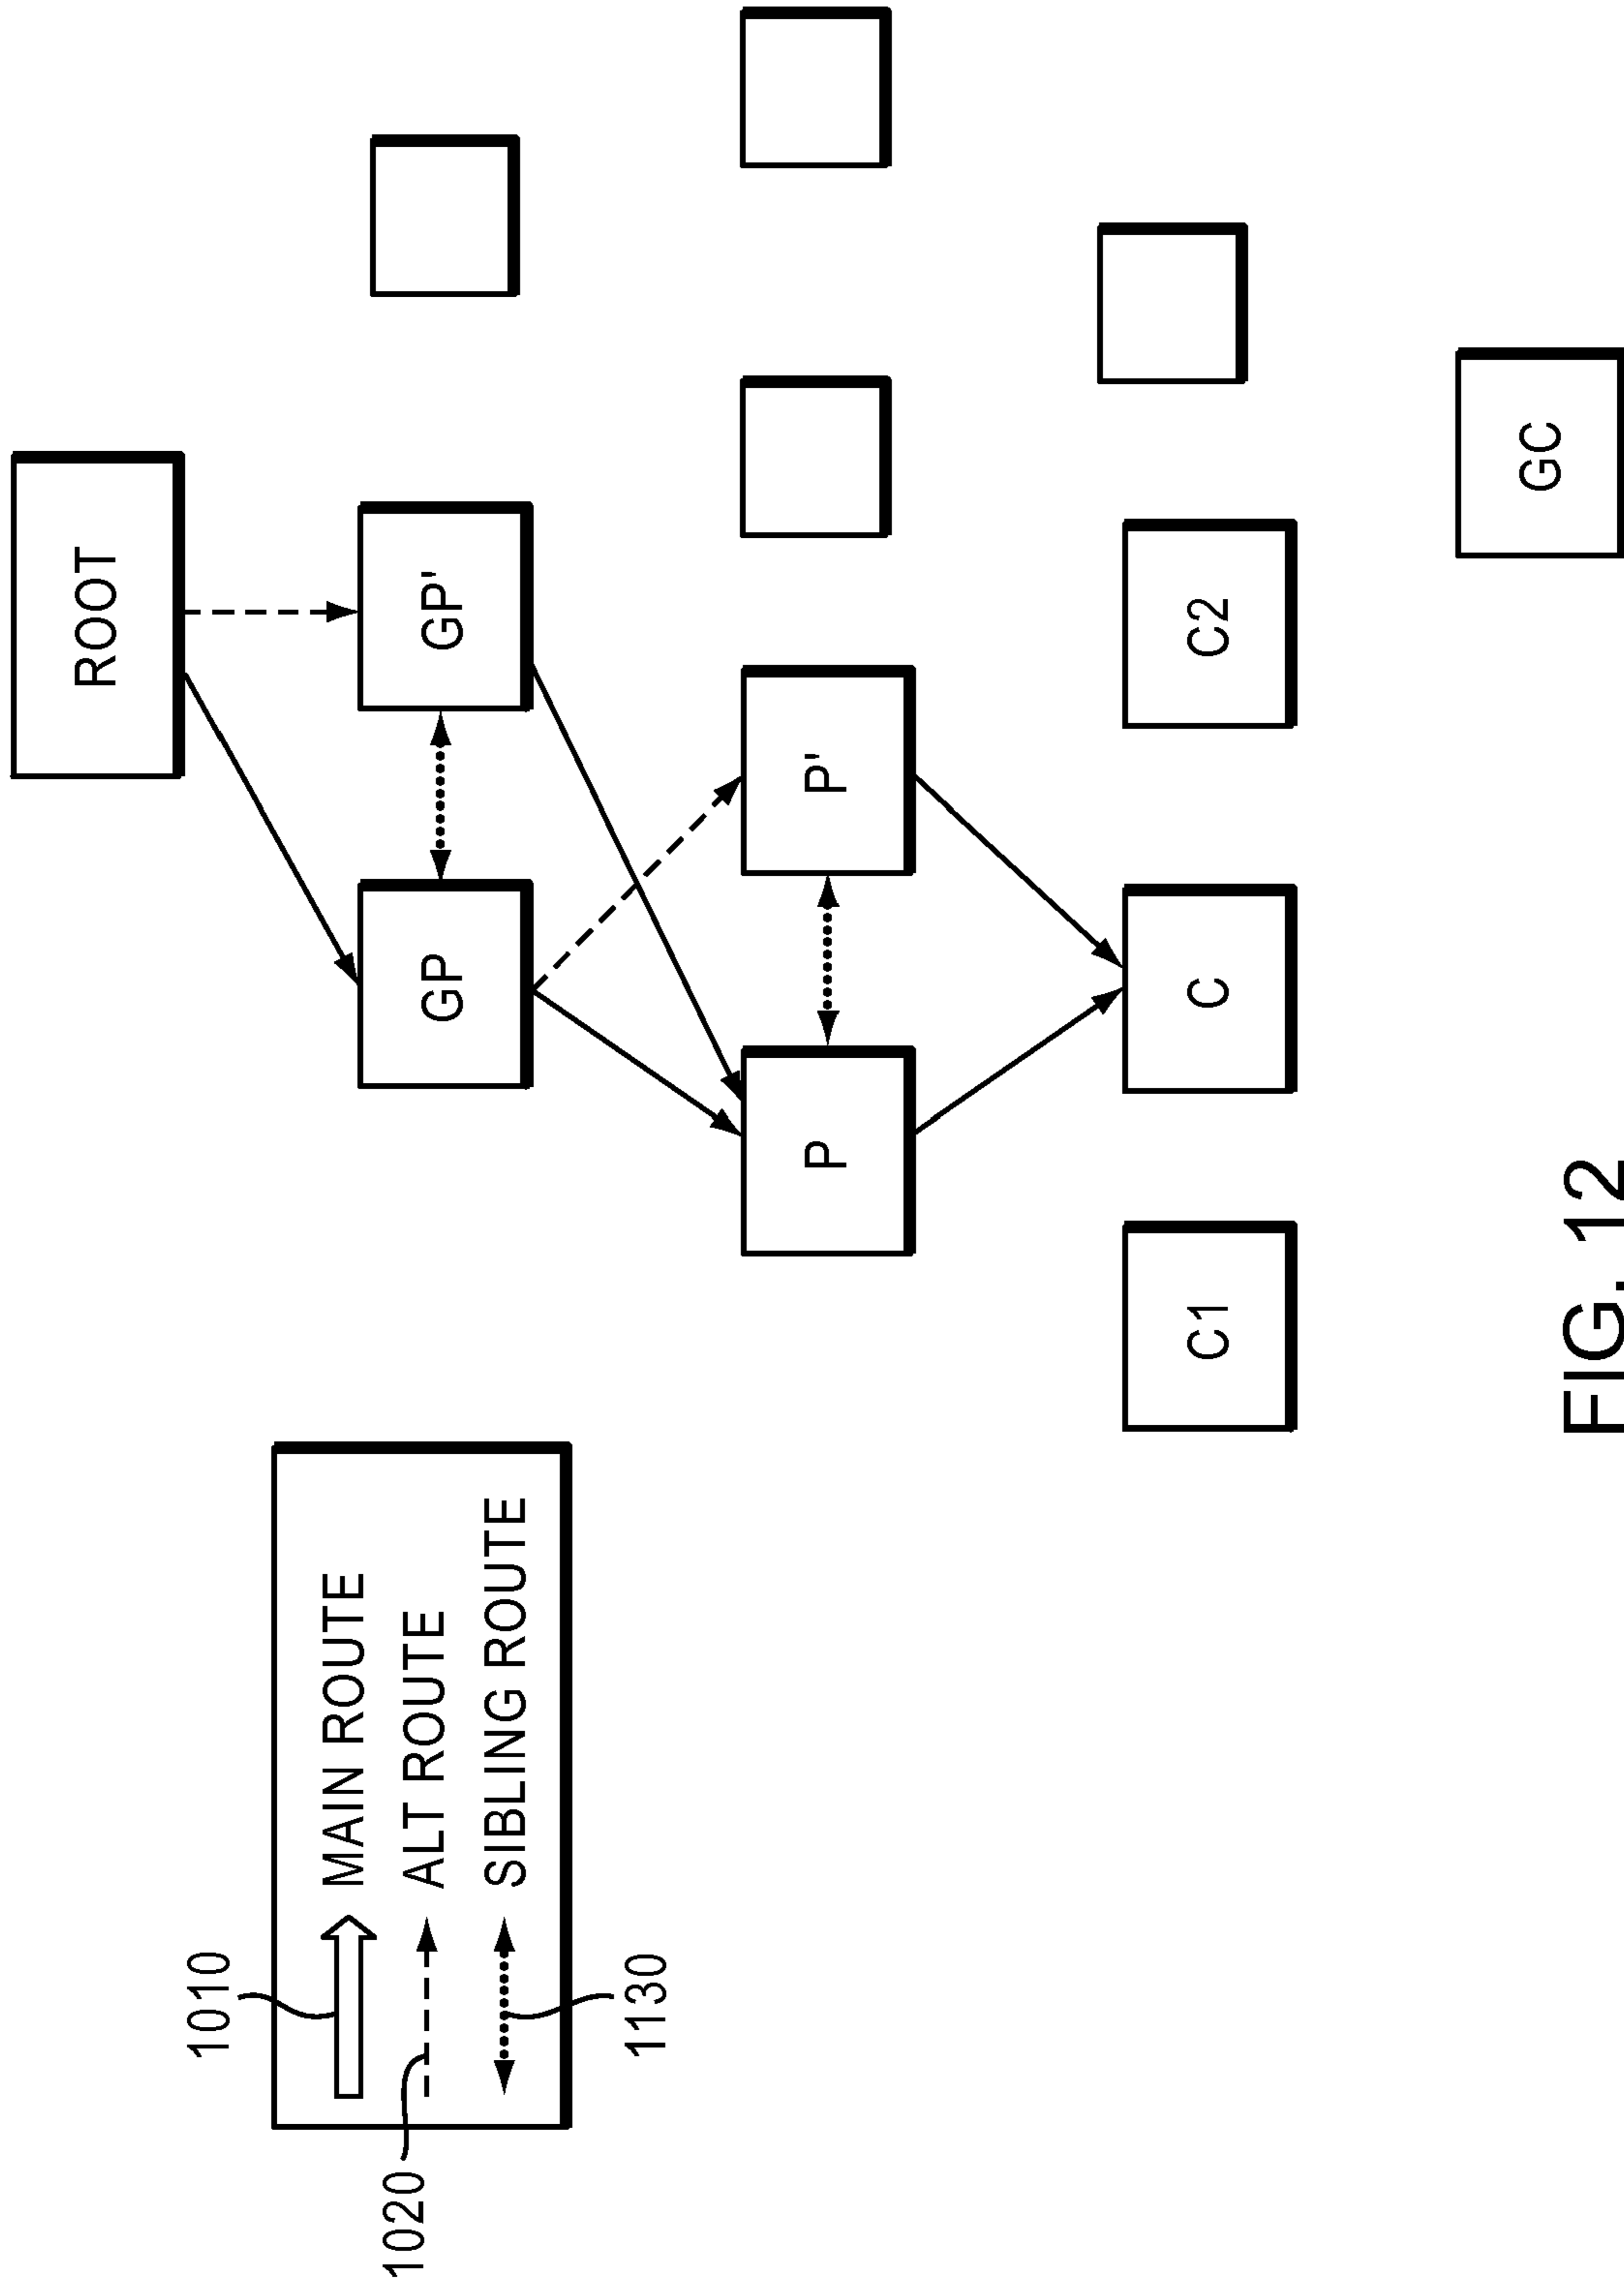 1010
1020
1130
MAIN ROUTE
ALT ROUTE
SIBLING ROUTE
ROOT
GP
GP'
P
P'
C1
C
C2
GC
FIG. 12